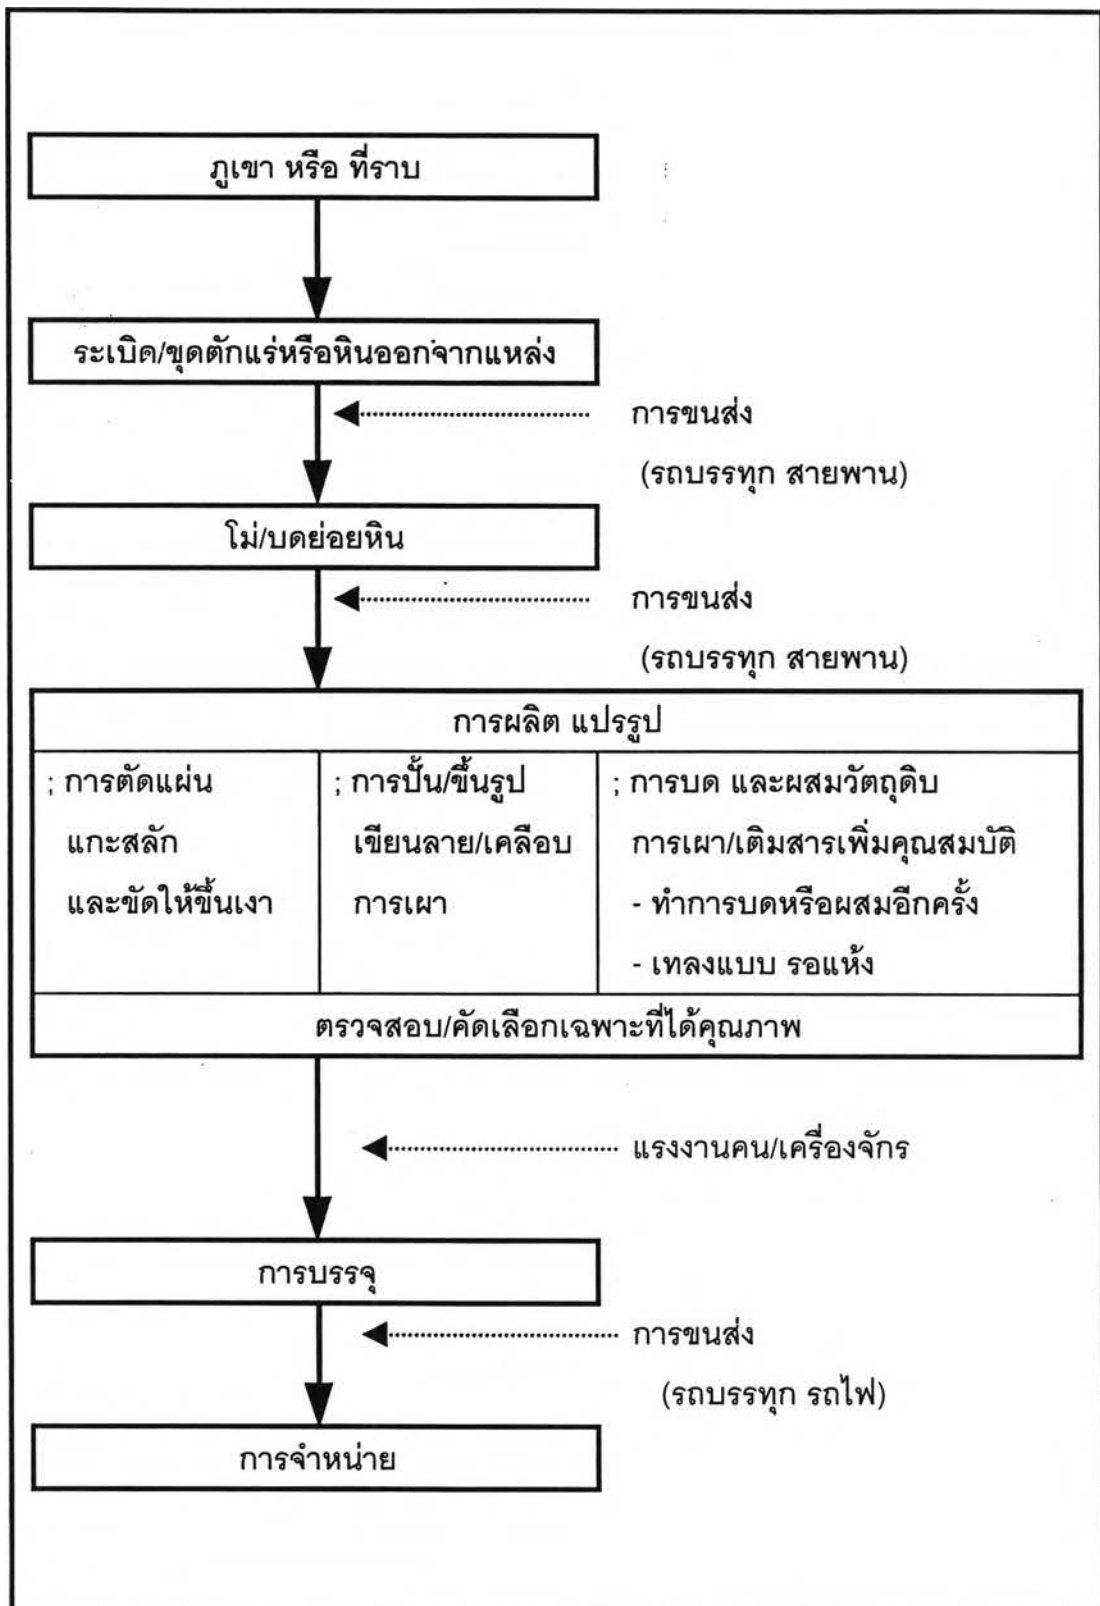 ภูเขา หรือ ที่ราบ
ระเบิด/ขุดตักแร่หรือหินออกจากแหล่ง
การขนส่ง
(รถบรรทุก สายพาน)
โม่/บดย่อยหิน
การขนส่ง
(รถบรรทุก สายพาน)
การผลิต แปรรูป
; การตัดแผ่น
แกะสลัก
และขัดให้ขึ้นเงา
; การปั้น/ขึ้นรูป
เขียนลาย/เคลือบ
การเผา
; การบด และผสมวัตถุดิบ
การเผา/เติมสารเพิ่มคุณสมบัติ
- ทำการบดหรือผสมอีกครั้ง
- เทลงแบบ รอแห้ง
ตรวจสอบ/คัดเลือกเฉพาะที่ได้คุณภาพ
แรงงานคน/เครื่องจักร
การบรรจุ
การขนส่ง
(รถบรรทุก รถไฟ)
การจำหน่าย